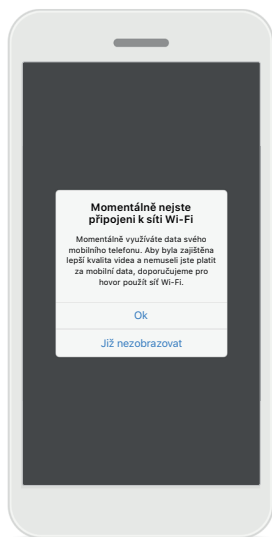 Momentálně nejste
připojeni k síti Wi-Fi
Momentálně využíváte data svého
mobilního telefonu. Aby byla zajištěna
lepší kvalita videa a nemuseli jste platit
za mobilní data, doporučujeme pro
hovor použít síť Wi-Fi.
Ok
Již nezobrazovat